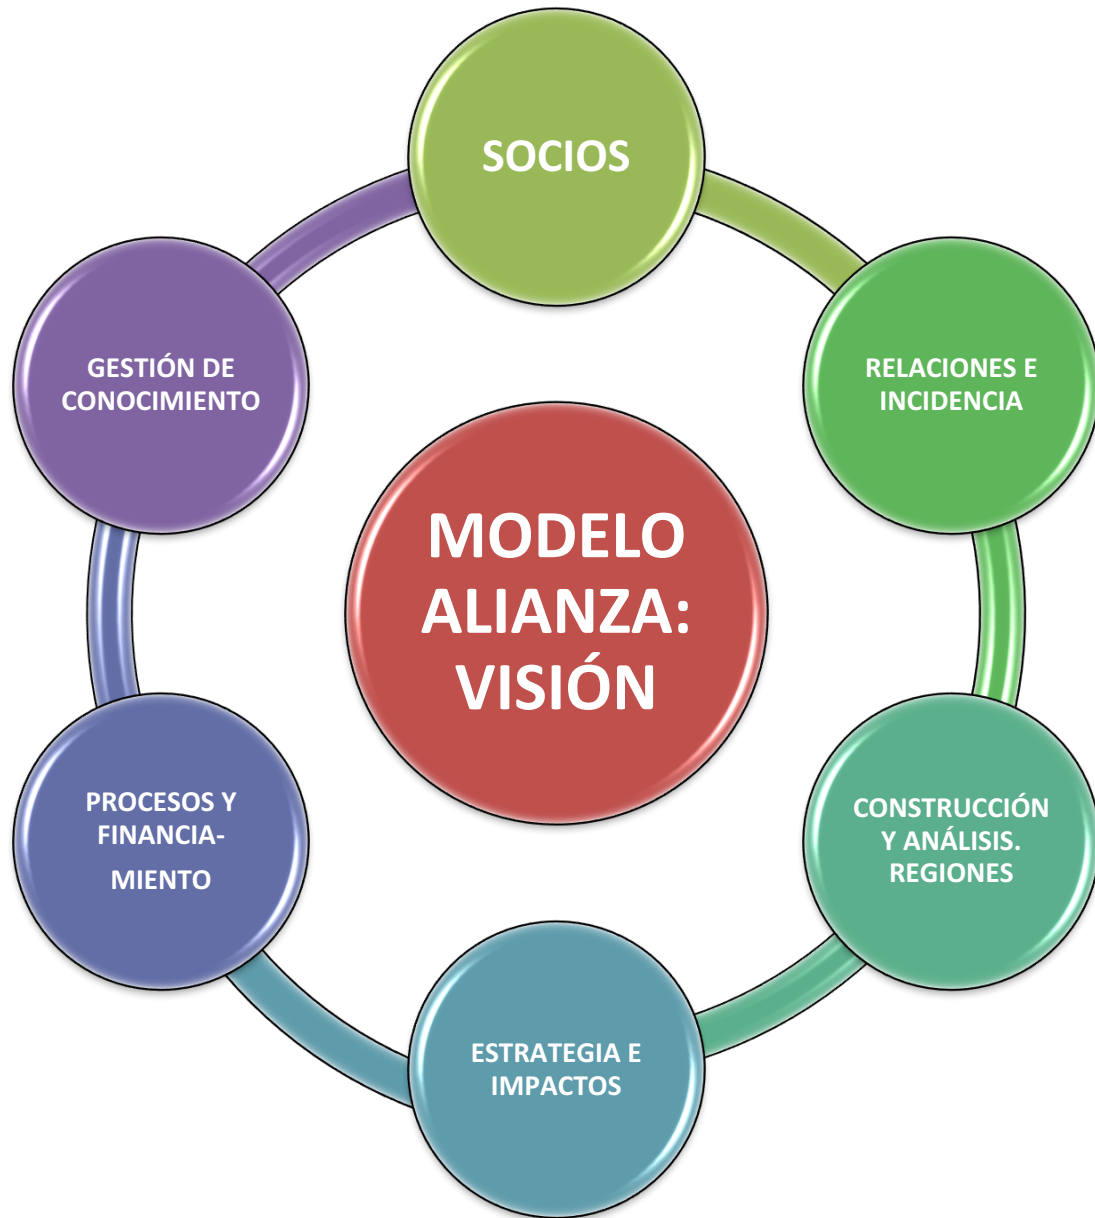 SOCIOS
GESTIÓN DE
CONOCIMIENTO
RELACIONES E
INCIDENCIA
MODELO
ALIANZA:
VISIÓN
PROCESOS Y
FINANCIA-
MIENTO
CONSTRUCCIÓN
Y ANÁLISIS.
REGIONES
ESTRATEGIA E
IMPACTOS